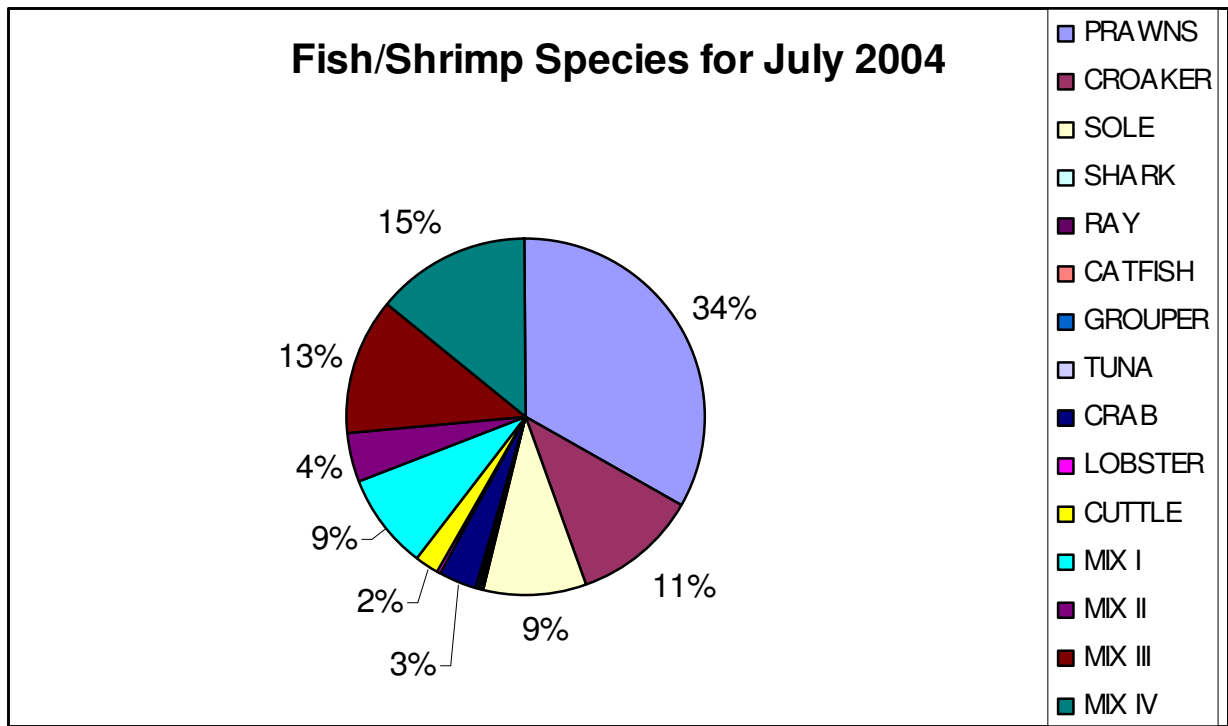 Fish/Shrimp Species for July 2004
34%
11%
9%
3%
2%
9%
4%
13%
15%
PRAWNS
CROAKER
SOLE
SHARK
RAY
CATFISH
GROUPER
TUNA
CRAB
LOBSTER
CUTTLE
MIX I
MIX II
MIX III
MIX IV